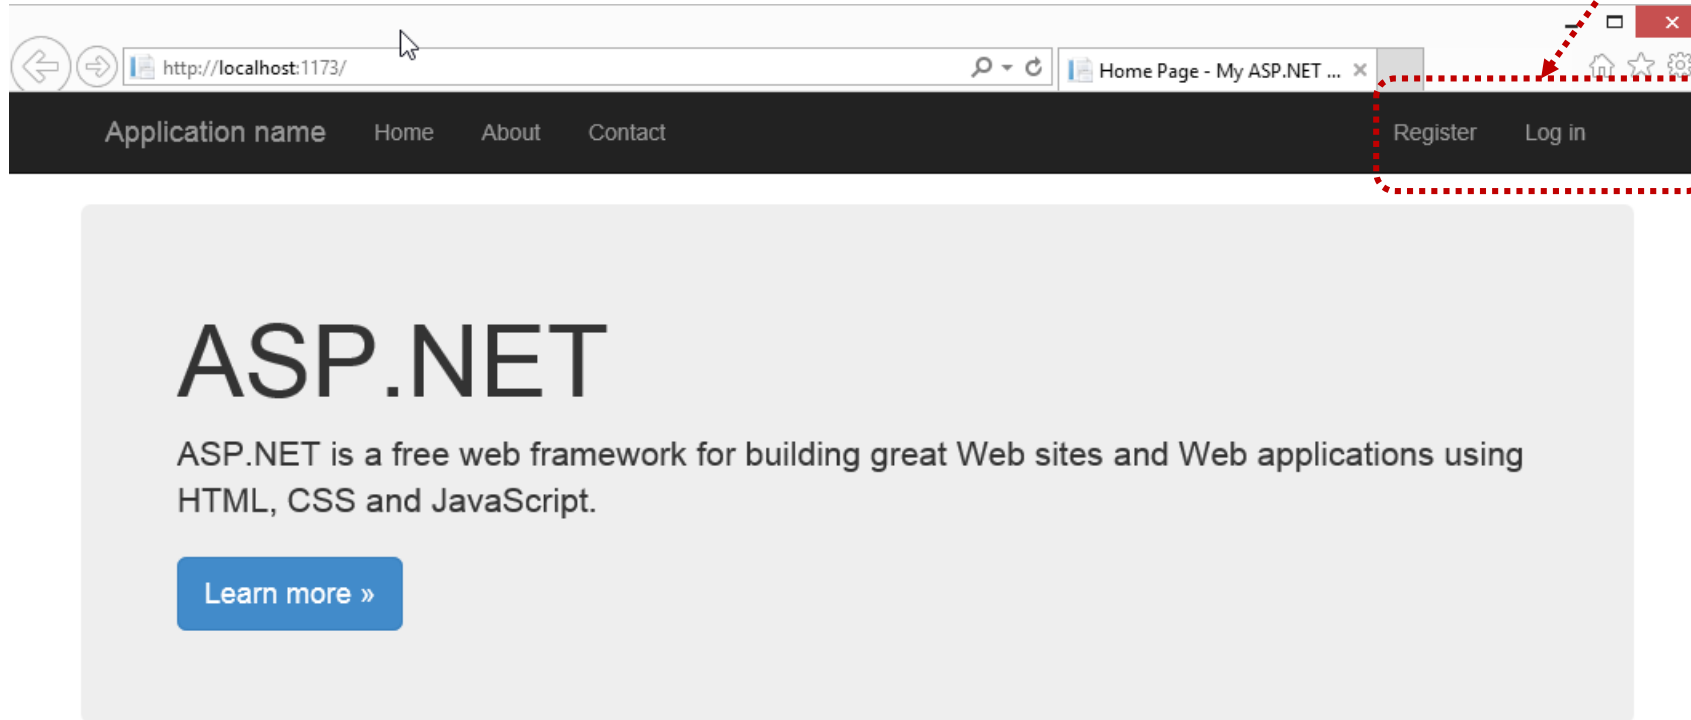 http://localhost:1173/
Home Page - My ASP.NET ...
Application name Home About Contact Register Log in
ASP.NET
ASP.NET is a free web framework for building great Web sites and Web applications using
HTML, CSS and JavaScript.
Learn more »